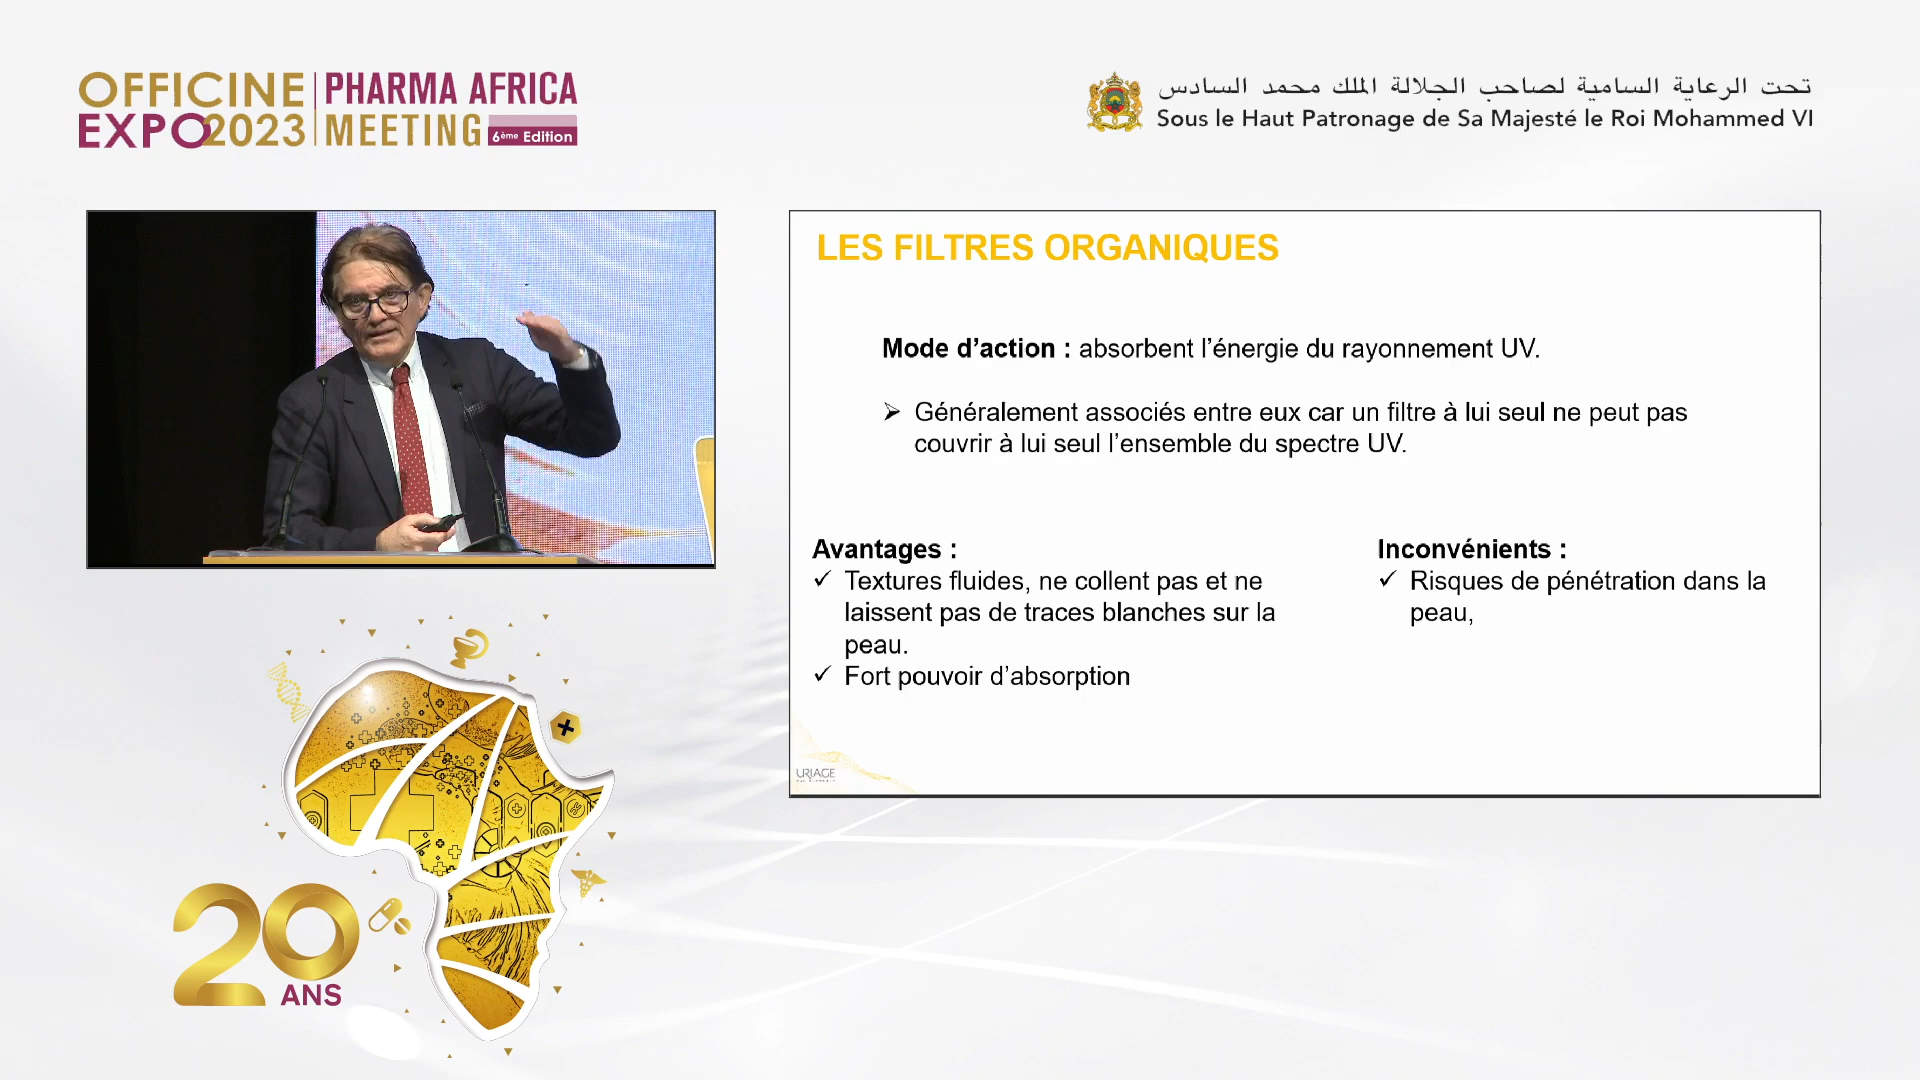 OFFICINE
EXPO2023
PHARMA AFRICA
MEETING 6ème Edition
تحت الرعاية السامية لصاحب الجلالة الملك محمد السادس
Sous le Haut Patronage de Sa Majesté le Roi Mohammed VI
LES FILTRES ORGANIQUES
Mode d’action : absorbent l’énergie du rayonnement UV.
➢ Généralement associés entre eux car un filtre à lui seul ne peut pas
couvrir à lui seul l’ensemble du spectre UV.
Avantages :
✓ Textures fluides, ne collent pas et ne
laissent pas de traces blanches sur la
peau.
✓ Fort pouvoir d’absorption
Inconvénients :
✓ Risques de pénétration dans la
peau,
URIAGE
20
ANS